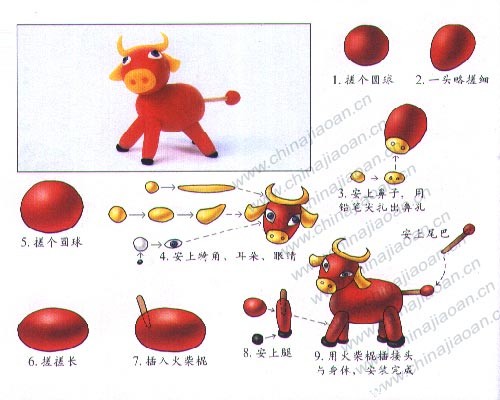 1. 搓个圆球
2. 一头略搓细
3. 安上鼻子，用
铅笔尖扎出鼻孔
4. 安上犄角、耳朵、眼睛
5. 搓个圆球
安上尾巴
6. 搓搓长
7. 插入火柴棍
8. 安上腿
9. 用火柴棍插接头
与身体，安装完成
www.chinajiaoan.cn
www.chinajiaoan.cn
www.chinajiaoan.cn
www.chinajiaoan.cn